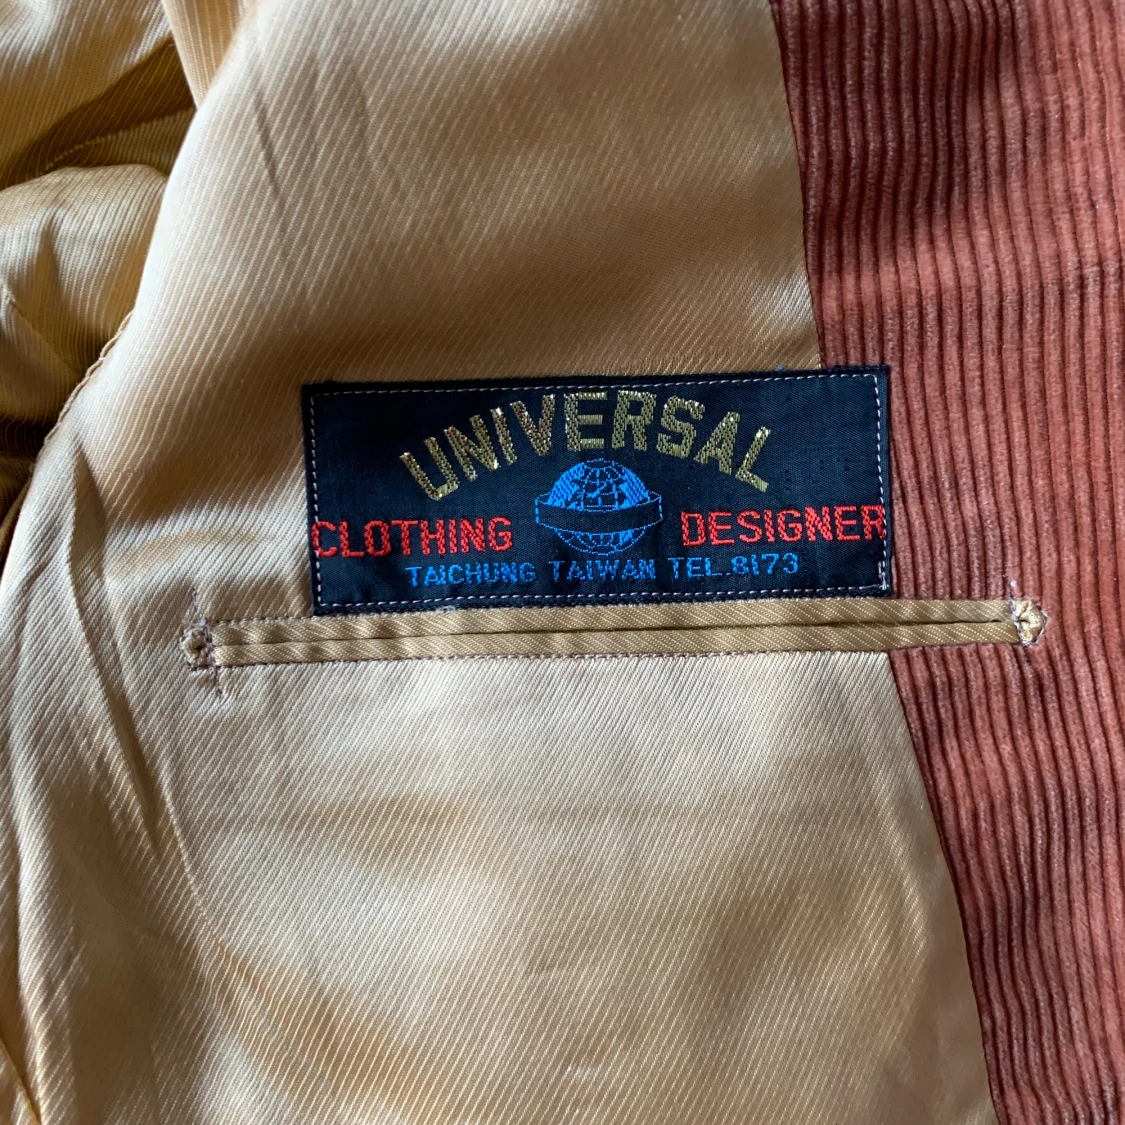 UNIVERSAL
CLOTHING DESIGNER
TAICHUNG TAIWAN TEL.8173